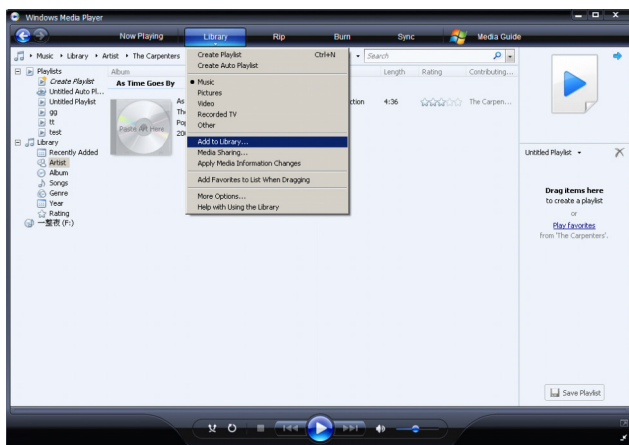 Windows Media Player
Now Playing Library Rip Burn Sync Media Guide
Music Library Artist The Carpenters
Search
Create Playlist Ctrl+N
Create Auto Playlist
Music
Pictures
Video
Recorded TV
Other
Add to Library...
Media Sharing...
Apply Media Information Changes
Add Favorites to List When Dragging
More Options...
Help with Using the Library
Playlists
Create Playlist
Untitled Auto Pl...
Untitled Playlist
gg
tt
test
Library
Recently Added
Artist
Album
Songs
Genre
Year
Rating
一整夜 (F:)
Album Length Rating Contributing...
As Time Goes By
Paste Art Here
As
The
Pop
200
ction 4:36 The Carpen...
Untitled Playlist
Drag items here
to create a playlist
or
Play favorites
from 'The Carpenters'.
Save Playlist